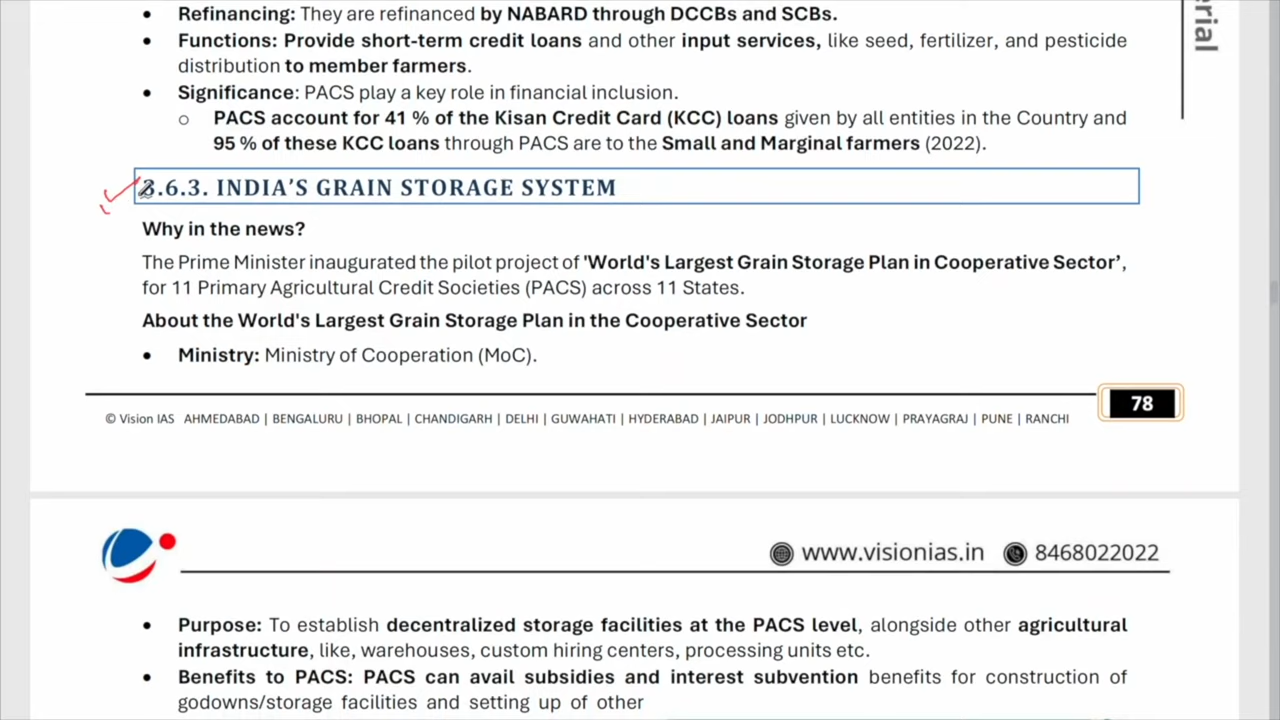 • Refinancing: They are refinanced by NABARD through DCCBs and SCBs.
• Functions: Provide short-term credit loans and other input services, like seed, fertilizer, and pesticide
distribution to member farmers.
• Significance: PACS play a key role in financial inclusion.
o PACS account for 41 % of the Kisan Credit Card (KCC) loans given by all entities in the Country and
95 % of these KCC loans through PACS are to the Small and Marginal farmers (2022).
3.6.3. INDIA'S GRAIN STORAGE SYSTEM
Why in the news?
The Prime Minister inaugurated the pilot project of 'World's Largest Grain Storage Plan in Cooperative Sector',
for 11 Primary Agricultural Credit Societies (PACS) across 11 States.
About the World's Largest Grain Storage Plan in the Cooperative Sector
• Ministry: Ministry of Cooperation (MoC).
78
© Vision IAS AHMEDABAD | BENGALURU | BHOPAL | CHANDIGARH | DELHI | GUWAHATI | HYDERABAD | JAIPUR | JODHPUR | LUCKNOW | PRAYAGRAJ | PUNE | RANCHI
www.visionias.in 8468022022
• Purpose: To establish decentralized storage facilities at the PACS level, alongside other agricultural
infrastructure, like, warehouses, custom hiring centers, processing units etc.
• Benefits to PACS: PACS can avail subsidies and interest subvention benefits for construction of
godowns/storage facilities and setting up of other